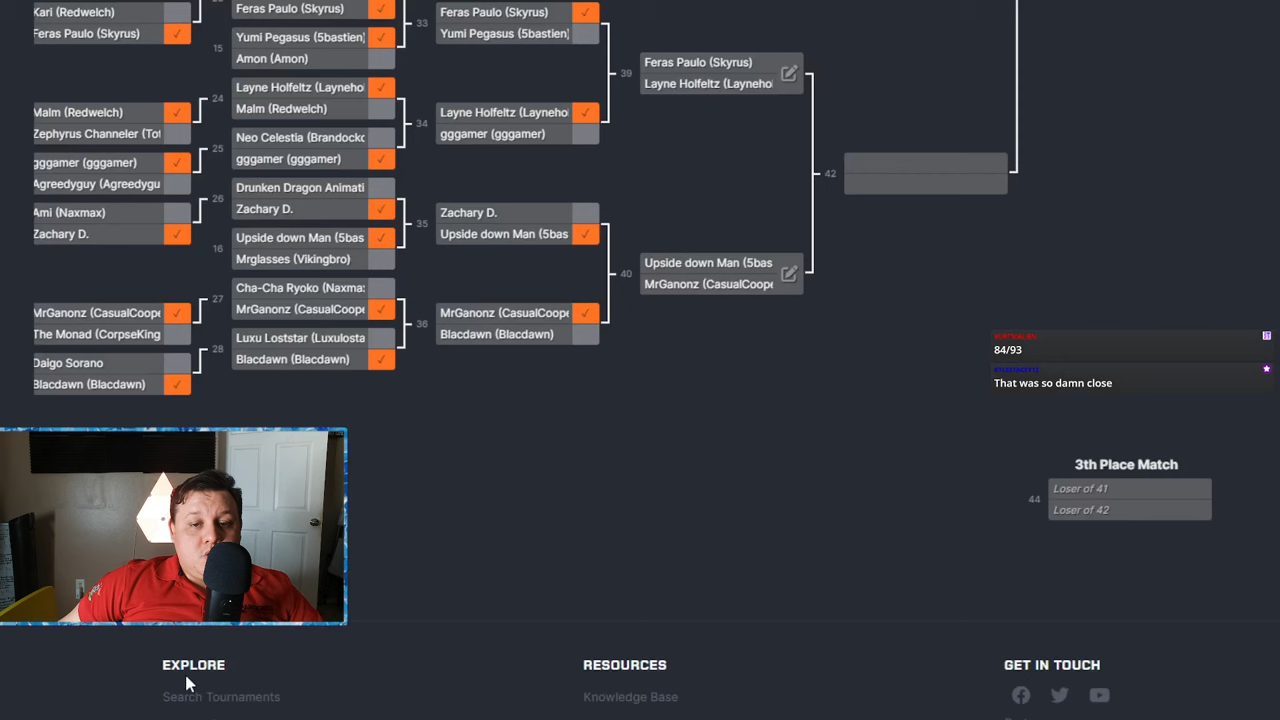 Kari (Redwelch)
Feras Paulo (Skyrus)
15
Feras Paulo (Skyrus)
Yumi Pegasus (5bastien)
Amon (Amon)
33
Feras Paulo (Skyrus)
Yumi Pegasus (5bastien)
39
Feras Paulo (Skyrus)
Layne Holfeltz (Layneho
Malm (Redwelch)
Zephyrus Channeler (Tot
24
Layne Holfeltz (Layneho
Malm (Redwelch)
34
Layne Holfeltz (Layneho
gggamer (gggamer)
gggamer (gggamer)
Agreedyguy (Agreedygu
25
Neo Celestia (Brandock
gggamer (gggamer)
42
Ami (Naxmax)
Zachary D.
26
Drunken Dragon Animati
Zachary D.
35
Zachary D.
Upside down Man (5bas
16
Upside down Man (5bas
Mrglasses (Vikingbro)
40
Upside down Man (5bas
MrGanonz (CasualCoope
MrGanonz (CasualCoope
The Monad (CorpseKing
27
Cha-Cha Ryoko (Naxma
MrGanonz (CasualCoope
36
MrGanonz (CasualCoope
Blacdawn (Blacdawn)
Daigo Sorano
Blacdawn (Blacdawn)
28
Luxu Loststar (Luxulosta
Blacdawn (Blacdawn)
84/93
That was so damn close
3th Place Match
44
Loser of 41
Loser of 42
EXPLORE
Search Tournaments
RESOURCES
Knowledge Base
GET IN TOUCH